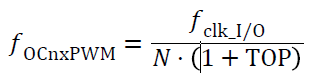 f_OCnxPWM = f_clk_I/O / N · (1 + TOP)